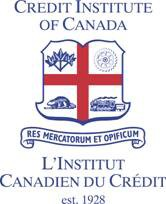 CREDIT INSTITUTE
OF CANADA
RES MERCATORUM ET OPIFICUM
L'INSTITUT
CANADIEN DU CRÉDIT
est. 1928